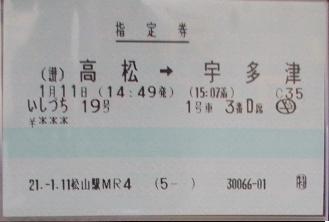 指定券
(讃)高松 → 宇多津
1月11日 (14:49発) (15:07着) C35
いしづち 19号 1号車 3番D席
¥***
21.-1.11松山駅MR4 (5- ) 30066-01